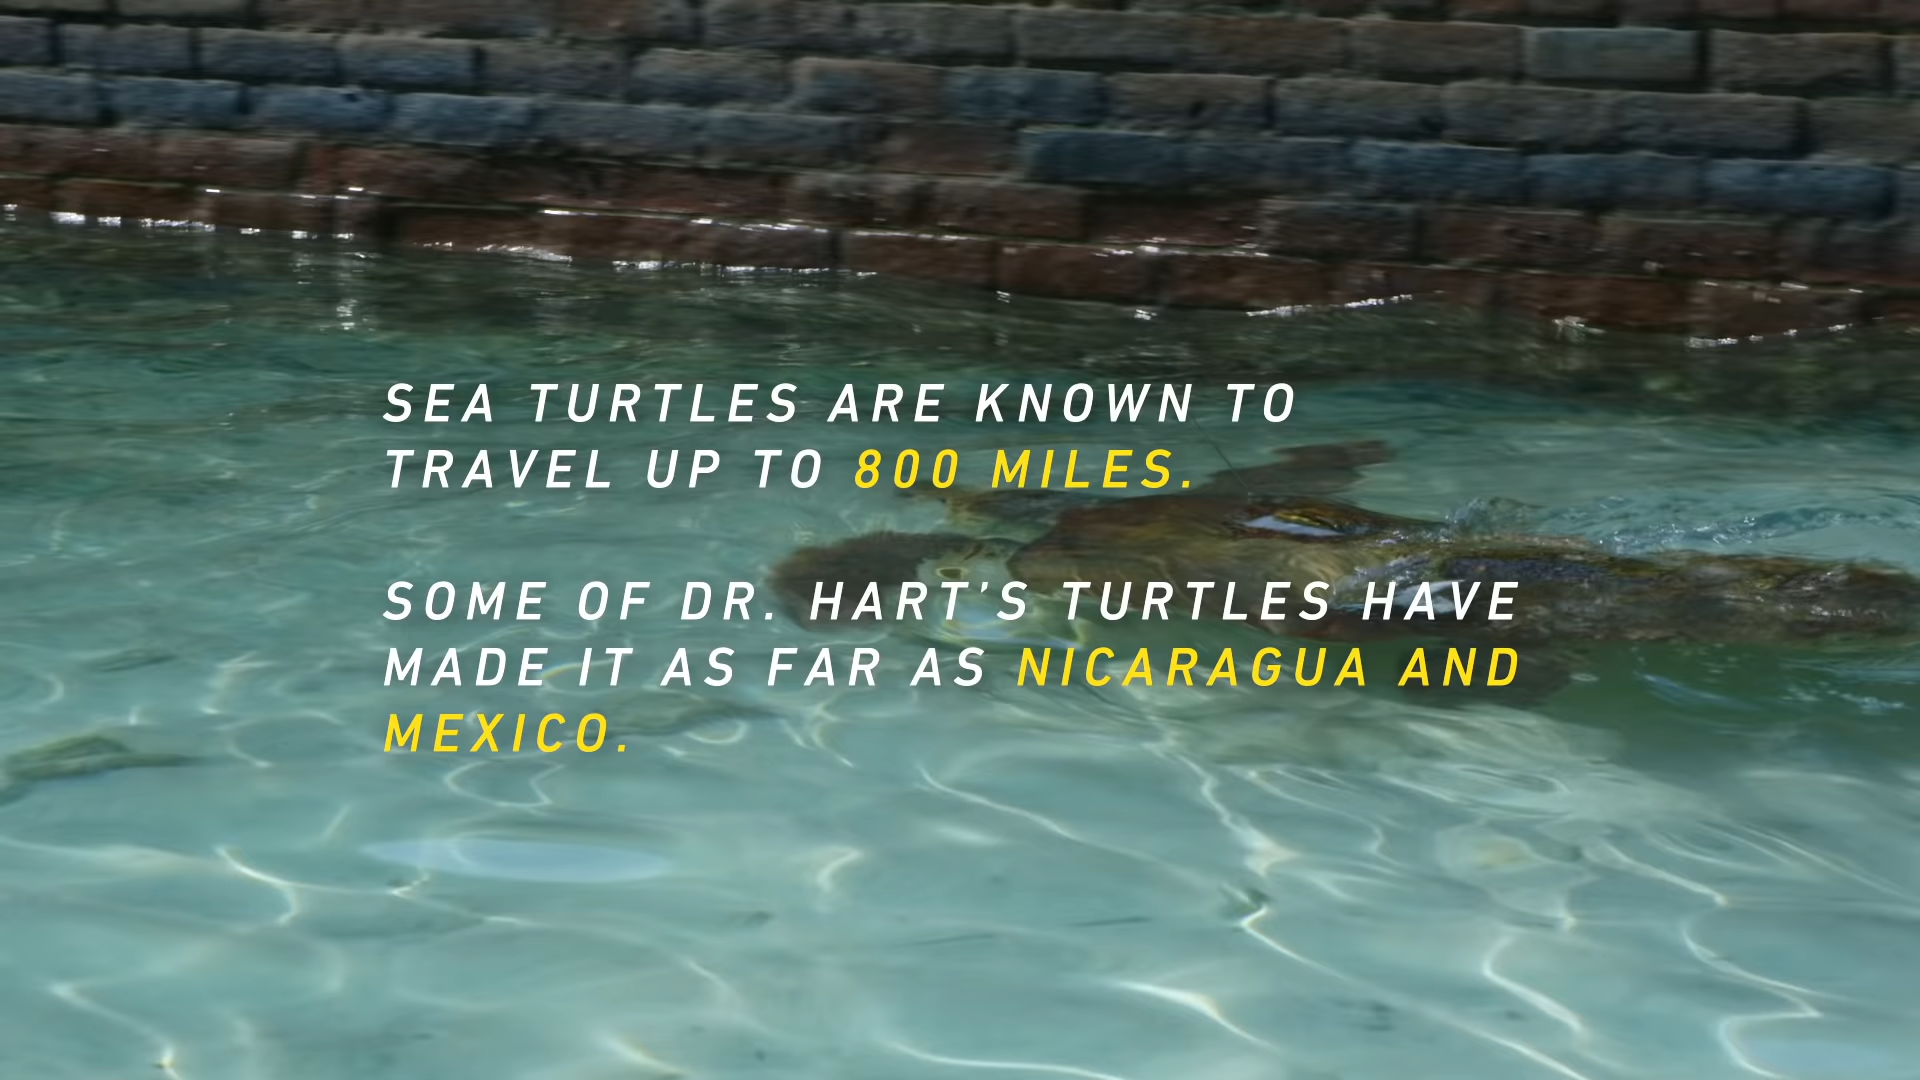 SEA TURTLES ARE KNOWN TO
TRAVEL UP TO 800 MILES.
SOME OF DR. HART'S TURTLES HAVE
MADE IT AS FAR AS NICARAGUA AND
MEXICO.